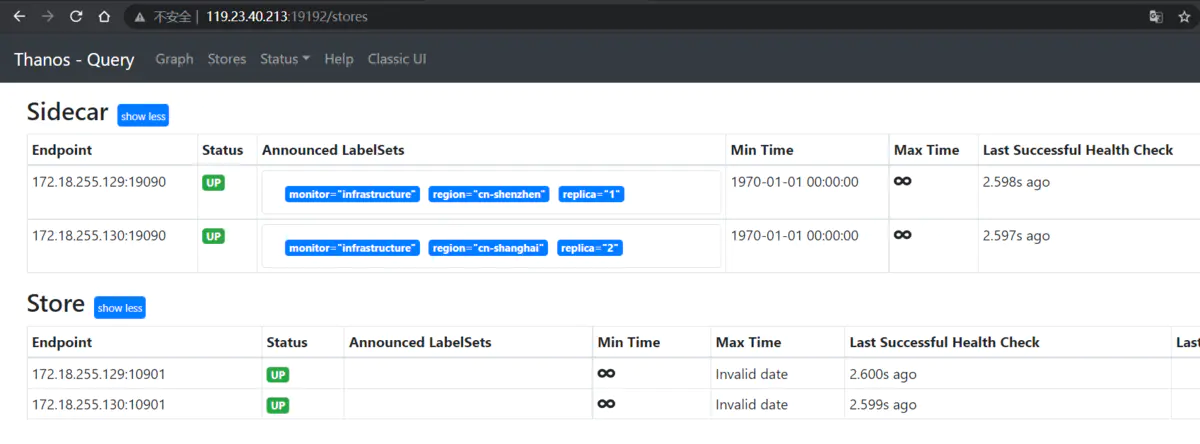 不安全 | 119.23.40.213:19192/stores
Thanos - Query Graph Stores Status Help Classic UI
Sidecar show less
Endpoint Status Announced LabelSets Min Time Max Time Last Successful Health Check
172.18.255.129:19090 UP monitor="infrastructure" region="cn-shenzhen" replica="1" 1970-01-01 00:00:00 ∞ 2.598s ago
172.18.255.130:19090 UP monitor="infrastructure" region="cn-shanghai" replica="2" 1970-01-01 00:00:00 ∞ 2.597s ago
Store show less
Endpoint Status Announced LabelSets Min Time Max Time Last Successful Health Check Las
172.18.255.129:10901 UP ∞ Invalid date 2.600s ago
172.18.255.130:10901 UP ∞ Invalid date 2.599s ago